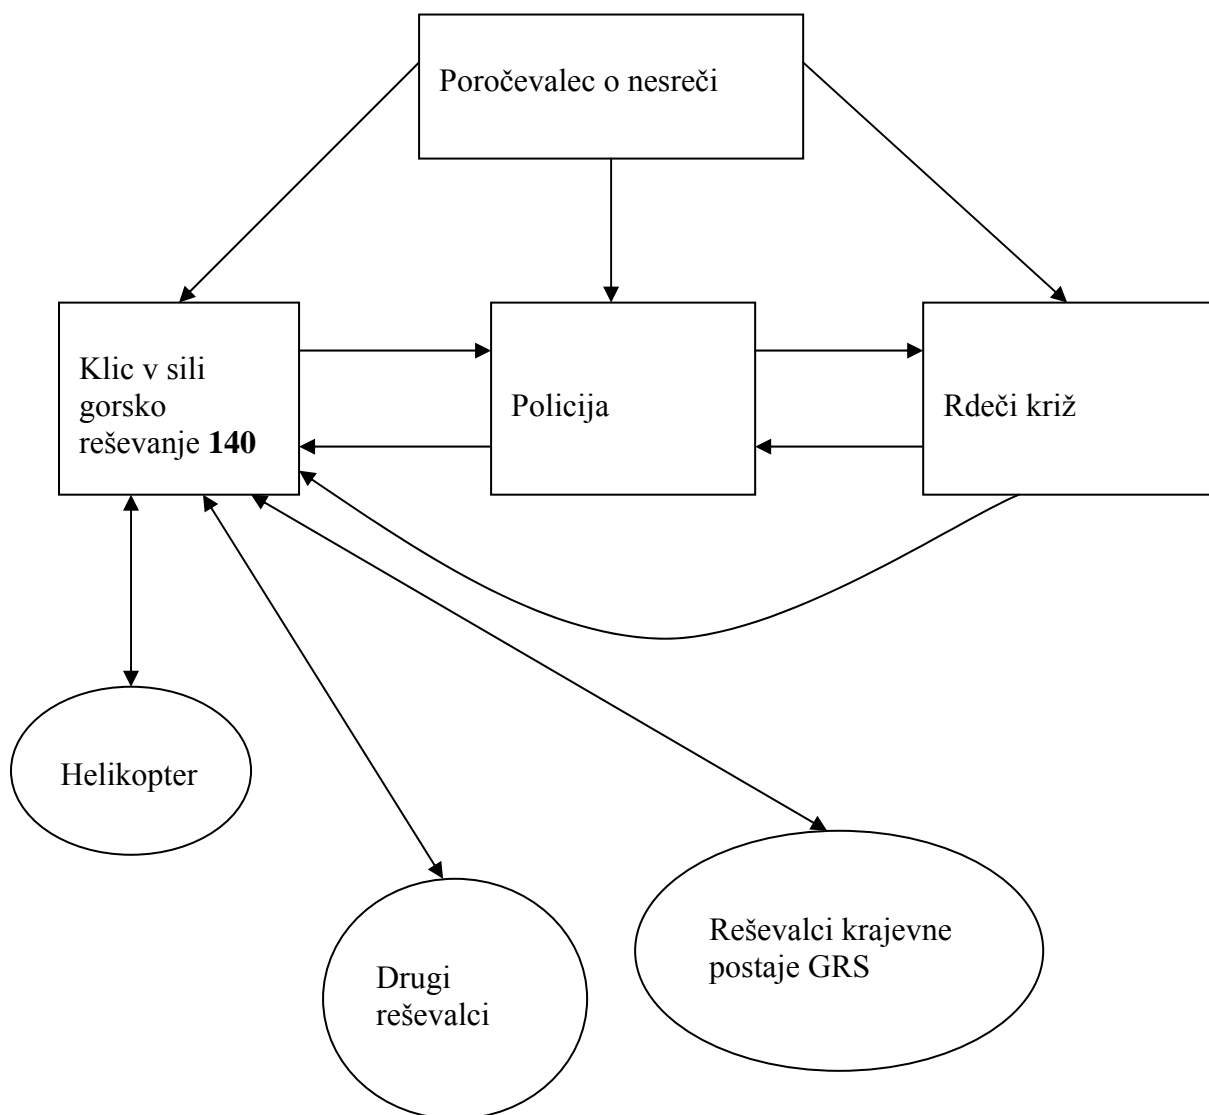 Poročevalec o nesreči
Klic v sili
gorsko
reševanje 140
Policija
Rdeči križ
Helikopter
Drugi
reševalci
Reševalci krajevne
postaje GRS